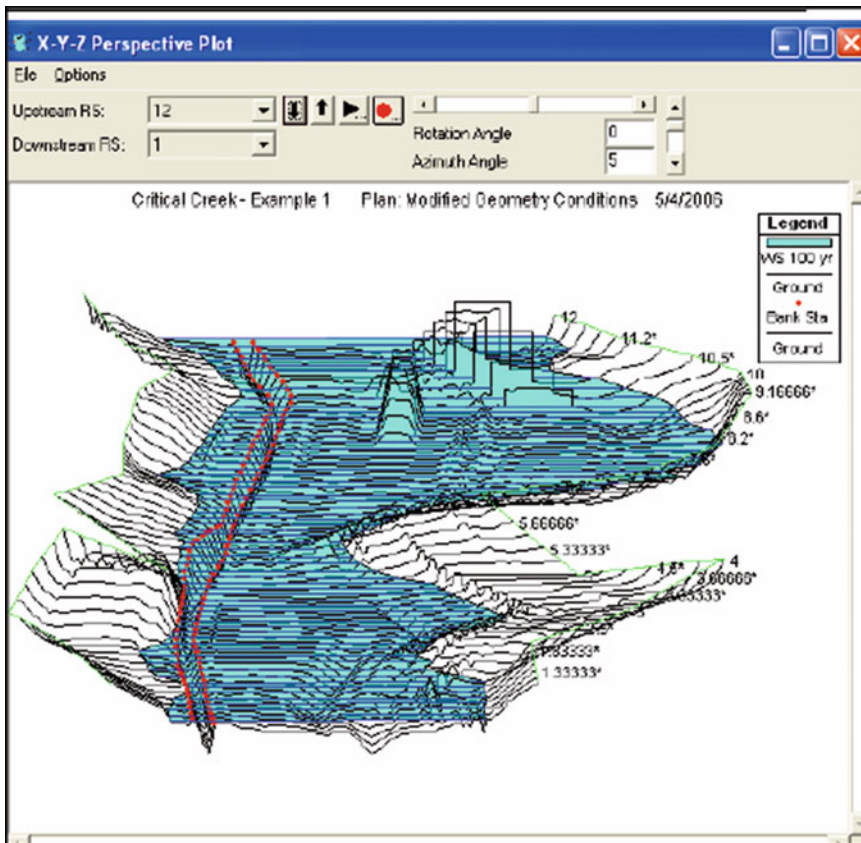 X-Y-Z Perspective Plot
File Options
Upstream RS: 12
Downstream RS: 1
Rotation Angle 0
Azimuth Angle 5
Critical Creek - Example 1 Plan: Modified Geometry Conditions 5/4/2006
Legend
WS 100 yr
Ground
Bank Sta
Ground
12
11.2*
10.5*
10
9.16666*
8.6*
8.2*
5.66666*
5.33333*
4
3.66666*
1.33333*